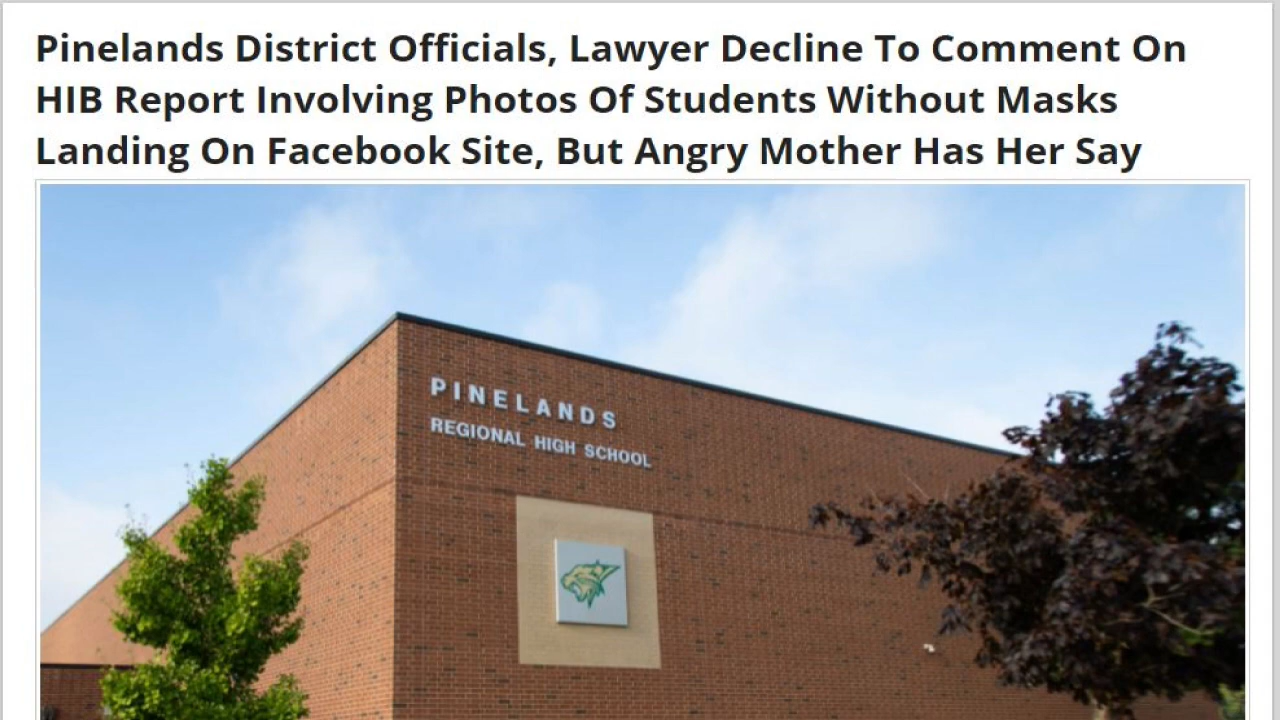 Pinelands District Officials, Lawyer Decline To Comment On
HIB Report Involving Photos Of Students Without Masks
Landing On Facebook Site, But Angry Mother Has Her Say
PINELANDS
REGIONAL HIGH SCHOOL